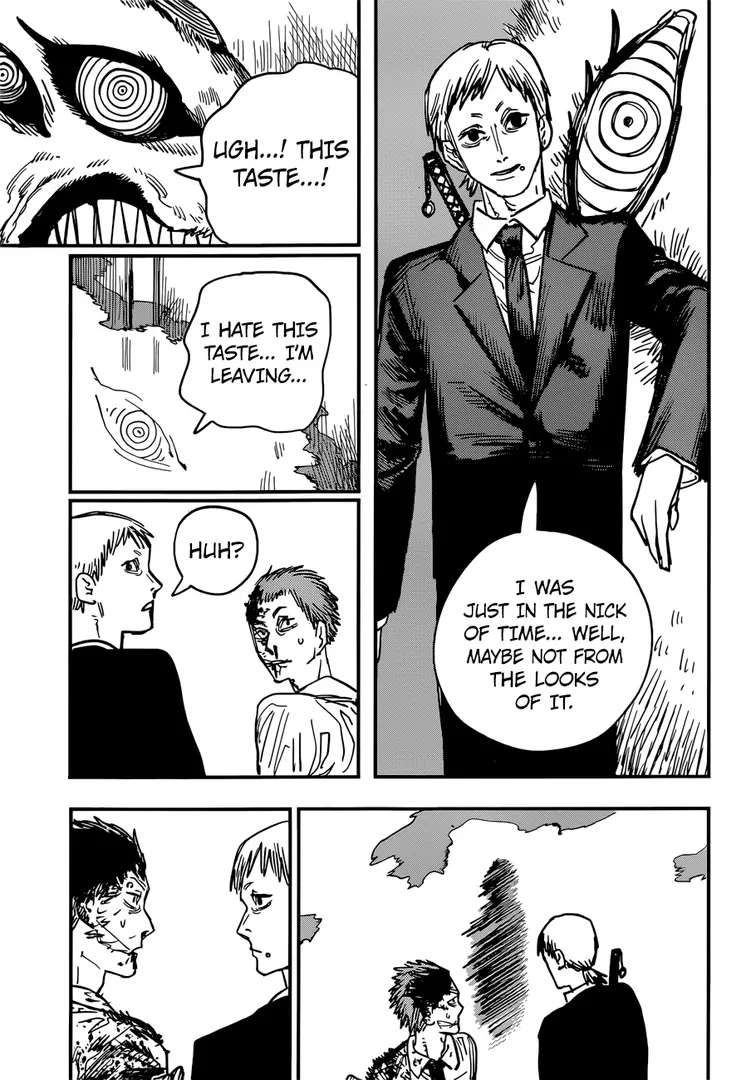 I WAS
JUST IN THE NICK
OF TIME... WELL,
MAYBE NOT FROM
THE LOOKS
OF IT.
UGH...! THIS
TASTE...!
I HATE THIS
TASTE... I'M
LEAVING...
HUH?